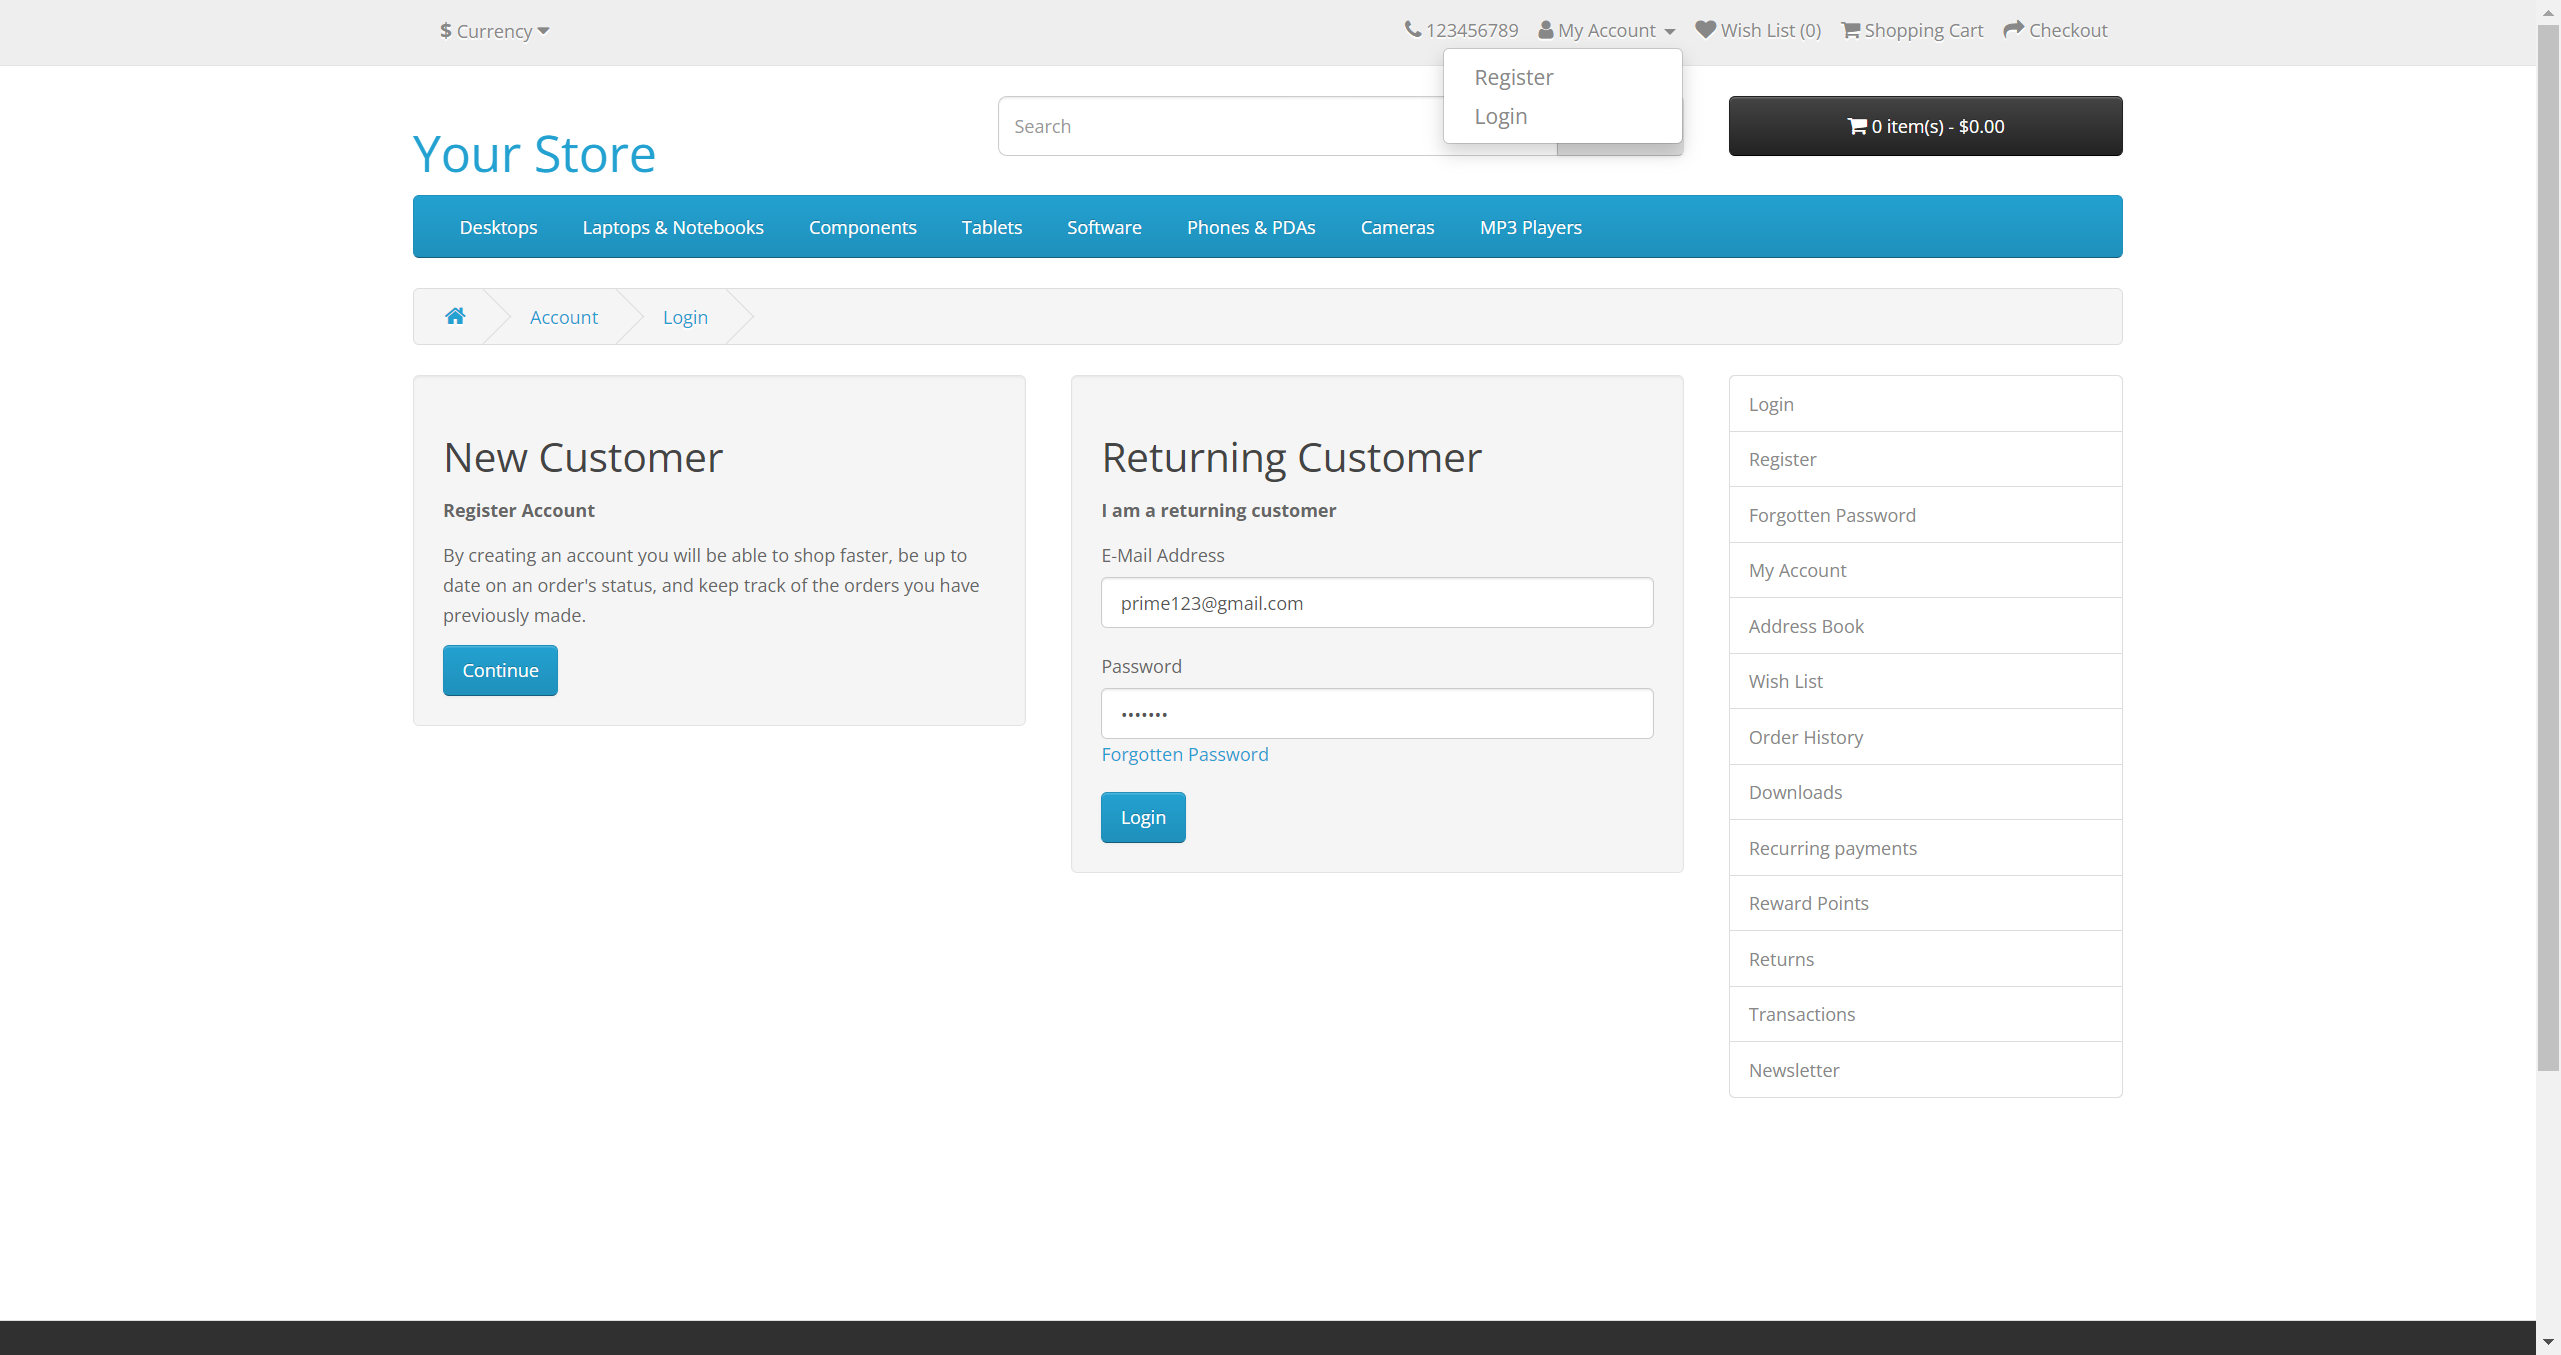 $ Currency
123456789
My Account
Wish List (0)
Shopping Cart
Checkout
Register
Login
Your Store
Search
0 item(s) - $0.00
Desktops
Laptops & Notebooks
Components
Tablets
Software
Phones & PDAs
Cameras
MP3 Players
Account
Login
New Customer
Register Account
By creating an account you will be able to shop faster, be up to
date on an order's status, and keep track of the orders you have
previously made.
Continue
Returning Customer
I am a returning customer
E-Mail Address
prime123@gmail.com
Password
•••••••
Forgotten Password
Login
Login
Register
Forgotten Password
My Account
Address Book
Wish List
Order History
Downloads
Recurring payments
Reward Points
Returns
Transactions
Newsletter